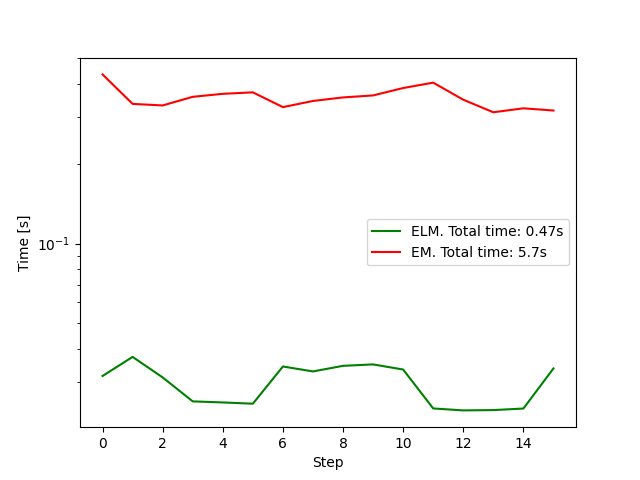 Time [s]
10⁻¹
ELM. Total time: 0.47s
EM. Total time: 5.7s
0 2 4 6 8 10 12 14
Step